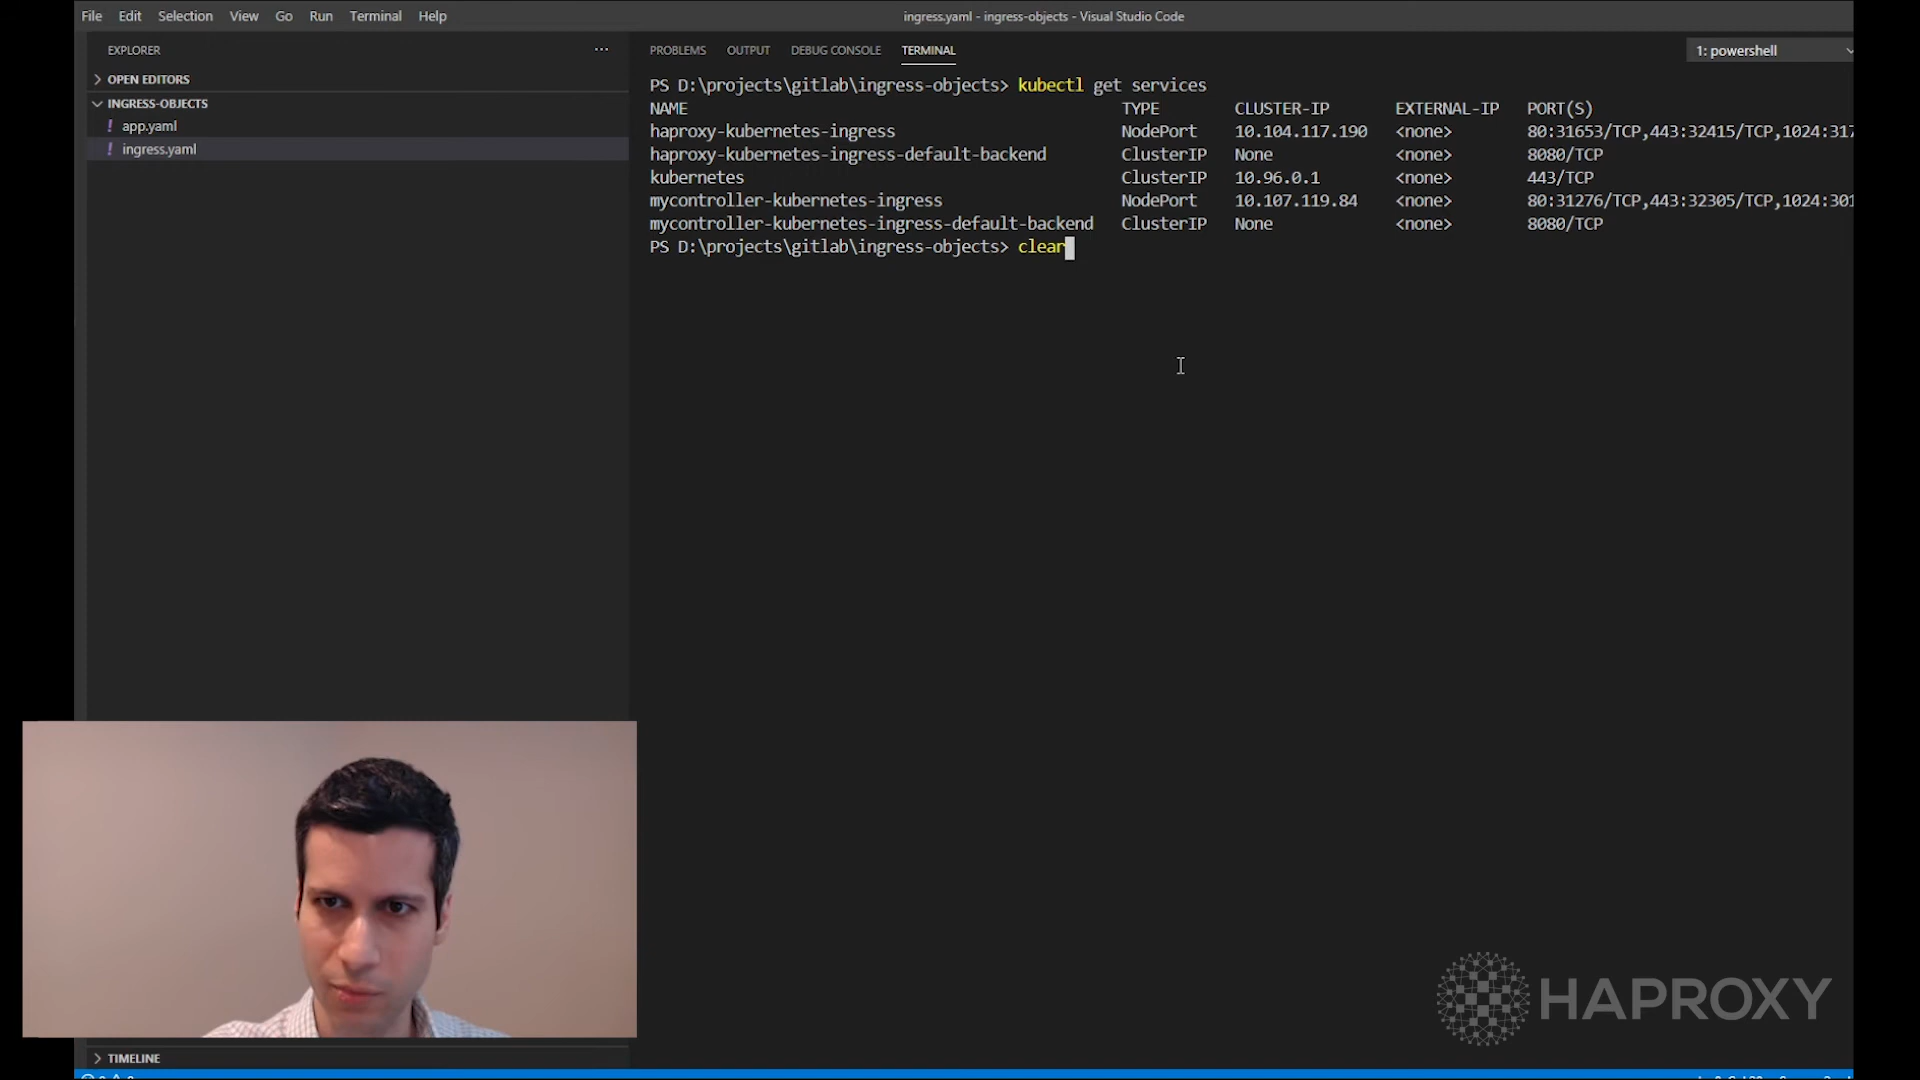 File Edit Selection View Go Run Terminal Help
ingress.yaml - ingress-objects - Visual Studio Code
EXPLORER
OPEN EDITORS
INGRESS-OBJECTS
! app.yaml
! ingress.yaml
PROBLEMS OUTPUT DEBUG CONSOLE TERMINAL
1: powershell
PS D:\projects\gitlab\ingress-objects> kubectl get services
NAME TYPE CLUSTER-IP EXTERNAL-IP PORT(S)
haproxy-kubernetes-ingress NodePort 10.104.117.190 <none> 80:31653/TCP,443:32415/TCP,1024:317
haproxy-kubernetes-ingress-default-backend ClusterIP None <none> 8080/TCP
kubernetes ClusterIP 10.96.0.1 <none> 443/TCP
mycontroller-kubernetes-ingress NodePort 10.107.119.84 <none> 80:31276/TCP,443:32305/TCP,1024:301
mycontroller-kubernetes-ingress-default-backend ClusterIP None <none> 8080/TCP
PS D:\projects\gitlab\ingress-objects> clear
HAPROXY
TIMELINE